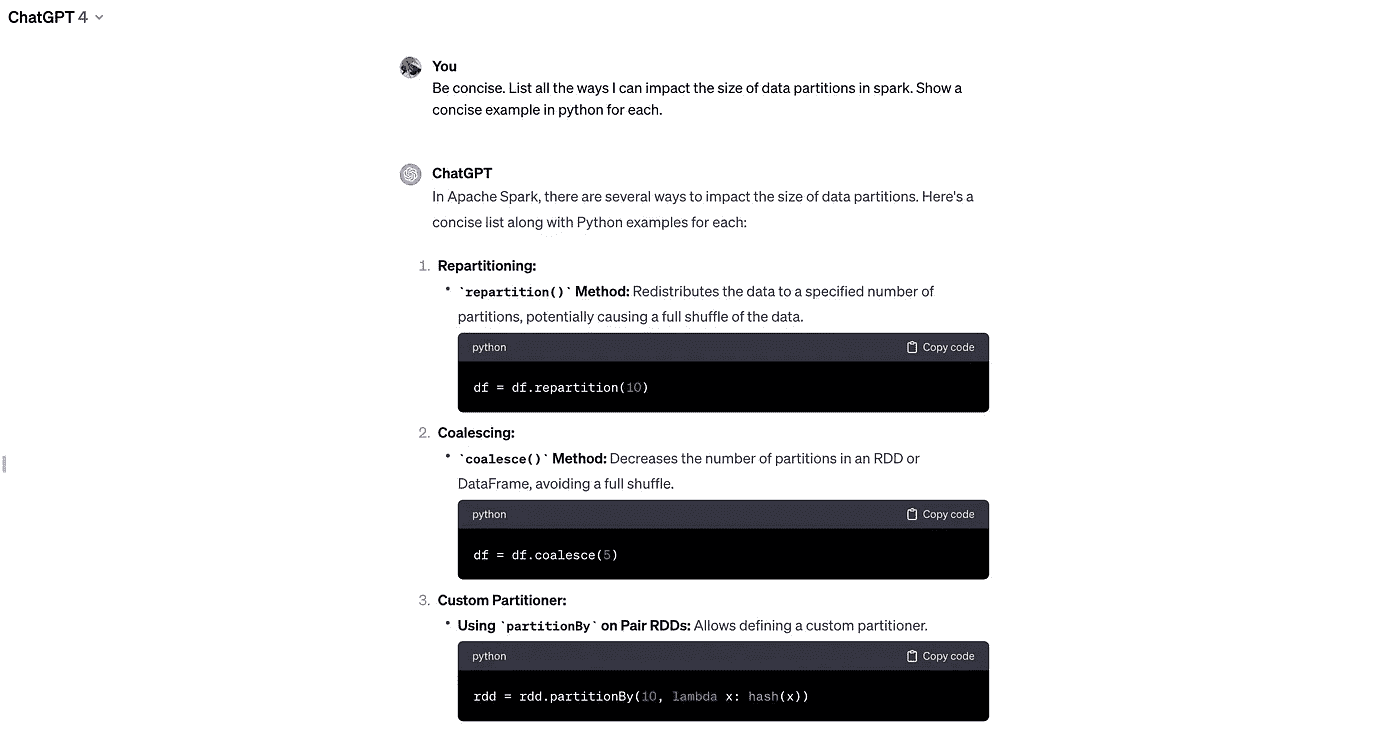 ChatGPT 4
You
Be concise. List all the ways I can impact the size of data partitions in spark. Show a
concise example in python for each.
ChatGPT
In Apache Spark, there are several ways to impact the size of data partitions. Here's a
concise list along with Python examples for each:
1. Repartitioning:
• `repartition()` Method: Redistributes the data to a specified number of
partitions, potentially causing a full shuffle of the data.
python Copy code
df = df.repartition(10)
2. Coalescing:
• `coalesce()` Method: Decreases the number of partitions in an RDD or
DataFrame, avoiding a full shuffle.
python Copy code
df = df.coalesce(5)
3. Custom Partitioner:
• Using `partitionBy` on Pair RDDs: Allows defining a custom partitioner.
python Copy code
rdd = rdd.partitionBy(10, lambda x: hash(x))